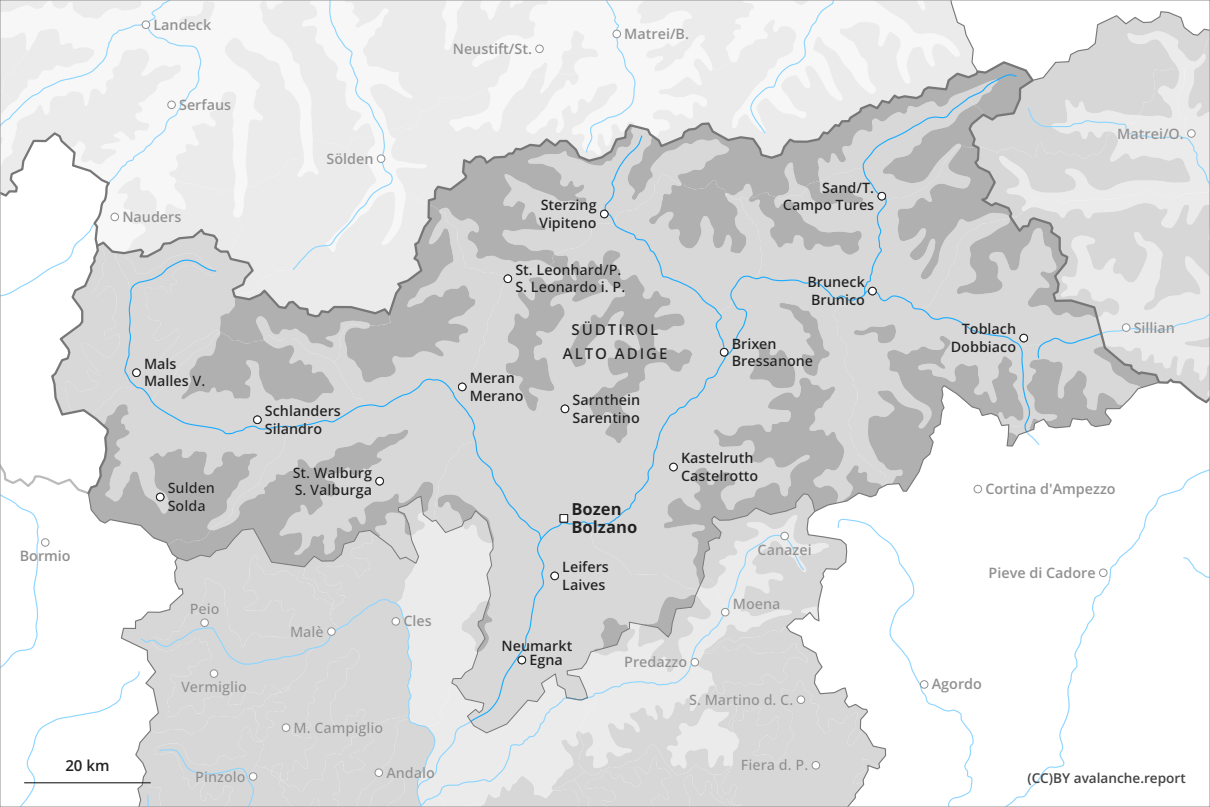 Landeck
Neustift/St.
Matrei/B.
Serfaus
Matrei/O.
Sölden
Sand/T.
Campo Tures
Nauders
Sterzing
Vipiteno
St. Leonhard/P.
S. Leonardo i. P.
Bruneck
Brunico
SÜDTIROL
ALTO ADIGE
Toblach
Dobbiaco
Sillian
Brixen
Bressanone
Mals
Malles V.
Meran
Merano
Sarnthein
Sarentino
Schlanders
Silandro
Kastelruth
Castelrotto
St. Walburg
S. Valburga
Sulden
Solda
Cortina d'Ampezzo
Bozen
Bolzano
Bormio
Canazei
Leifers
Laives
Pieve di Cadore
Peio
Moena
Cles
Malè
Neumarkt
Egna
Predazzo
Vermiglio
Agordo
S. Martino d. C.
M. Campiglio
Fiera d. P.
20 km
Pinzolo
Andalo
(CC)BY avalanche.report